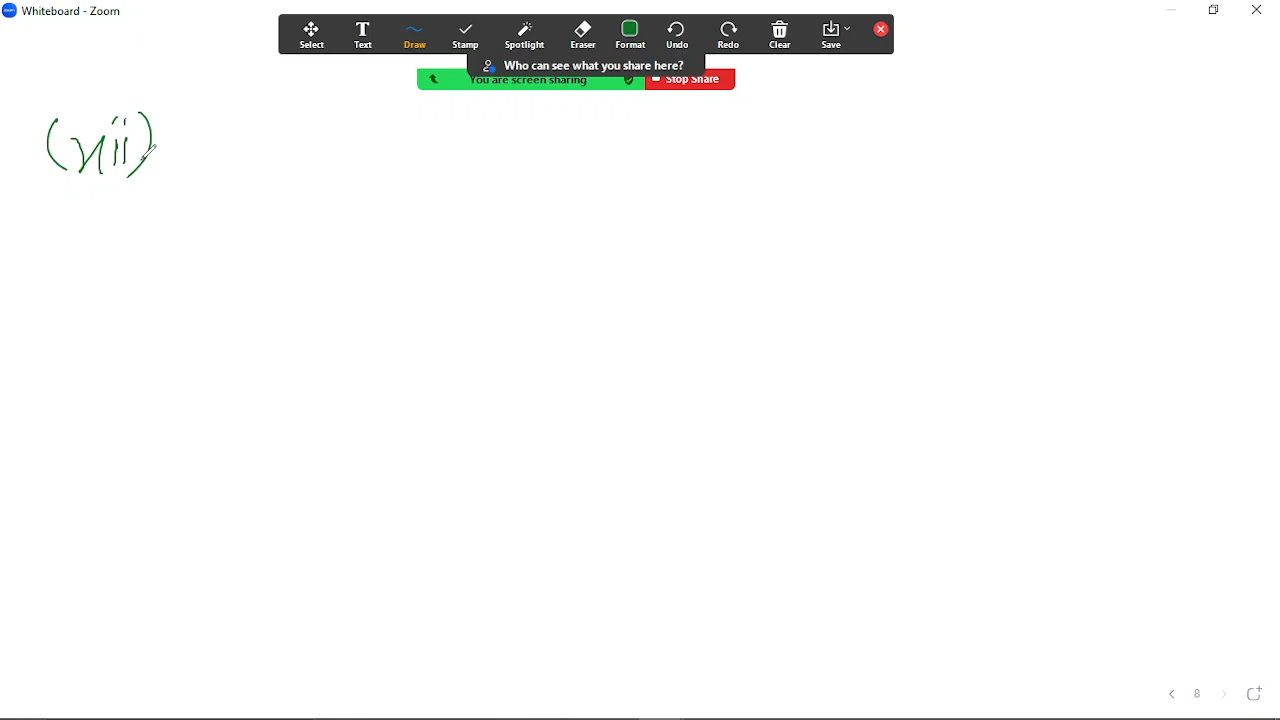 Whiteboard - Zoom
Select Text Draw Stamp Spotlight Eraser Format Undo Redo Clear Save
Who can see what you share here?
You are screen sharing Stop Share
(xii)
8